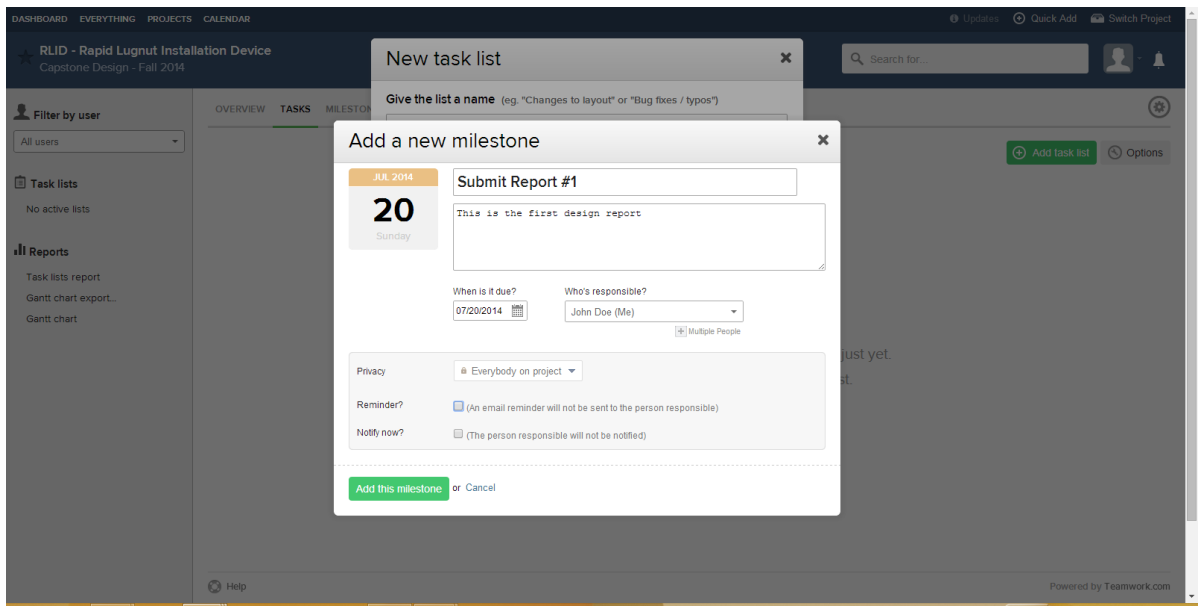 DASHBOARD EVERYTHING PROJECTS CALENDAR
Updates Quick Add Switch Project
RLID - Rapid Lugnut Installation Device
Capstone Design - Fall 2014
Search for...
New task list
Give the list a name (eg. "Changes to layout" or "Bug fixes / typos")
Filter by user
All users
Task lists
No active lists
Reports
Task lists report
Gantt chart export...
Gantt chart
OVERVIEW TASKS
Add task list Options
just yet.
Add a new milestone
JUL 2014
20
Sunday
Submit Report #1
This is the first design report
When is it due? Who's responsible?
07/20/2014 John Doe (Me)
Multiple People
Privacy Everybody on project
Reminder? (An email reminder will not be sent to the person responsible)
Notify now? (The person responsible will not be notified)
Add this milestone or Cancel
Help
Powered by Teamwork.com